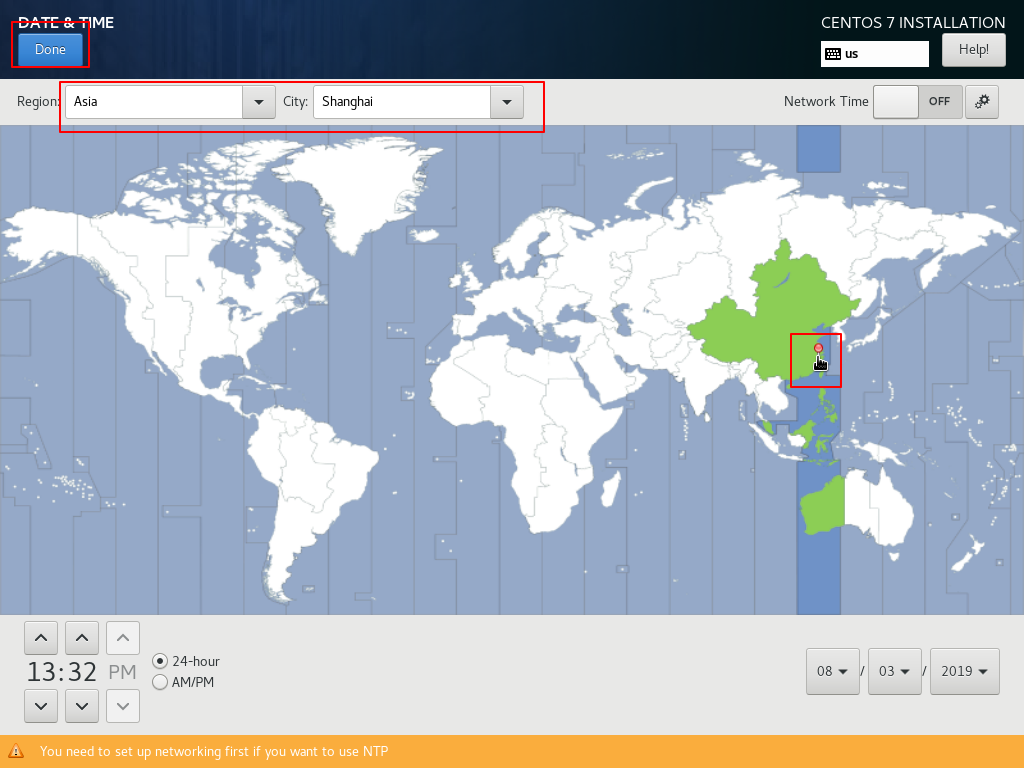 DATE & TIME
CENTOS 7 INSTALLATION
Done
us
Help!
Region:
Asia
City:
Shanghai
Network Time
OFF
13:32
PM
24-hour
AM/PM
08 / 03 / 2019
You need to set up networking first if you want to use NTP